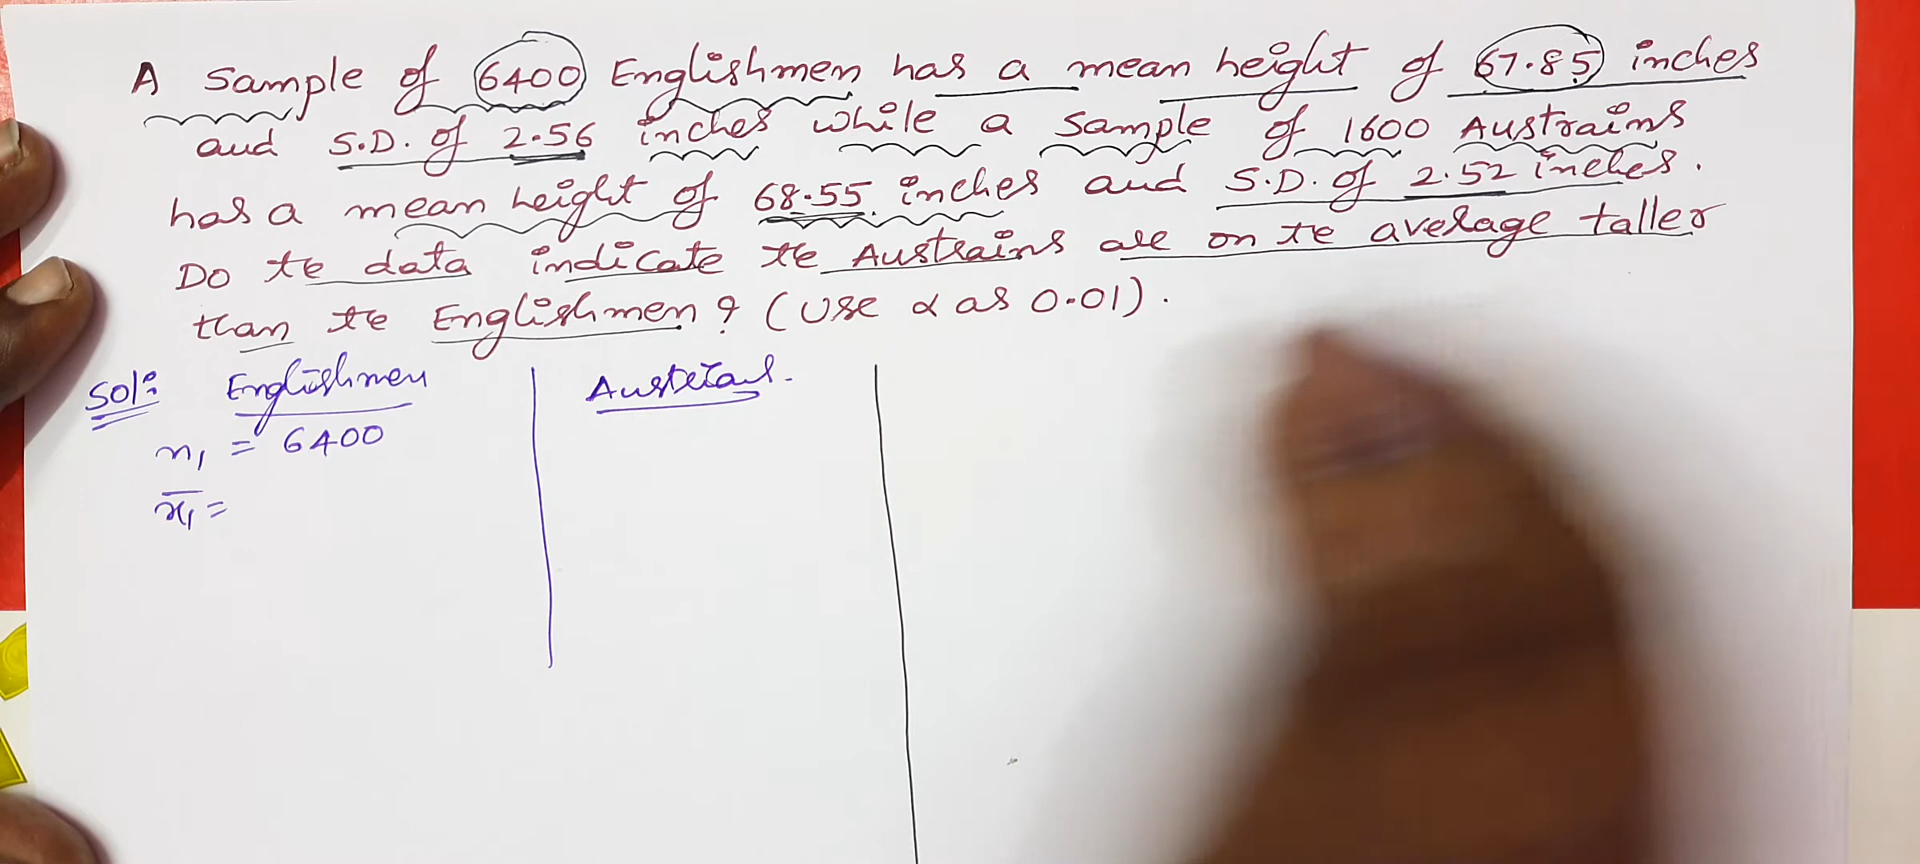 A sample of 6400 Englishmen has a mean height of 67.85 inches
and S.D. of 2.56 inches while a sample of 1600 Austrains
has a mean height of 68.55 inches and S.D. of 2.52 inches.
Do te data indicate te Austrains are on te average taller
than te Englishmen? (Use α as 0.01).
Sol: Englishmen Austrians.
n₁ = 6400
x̄₁ =